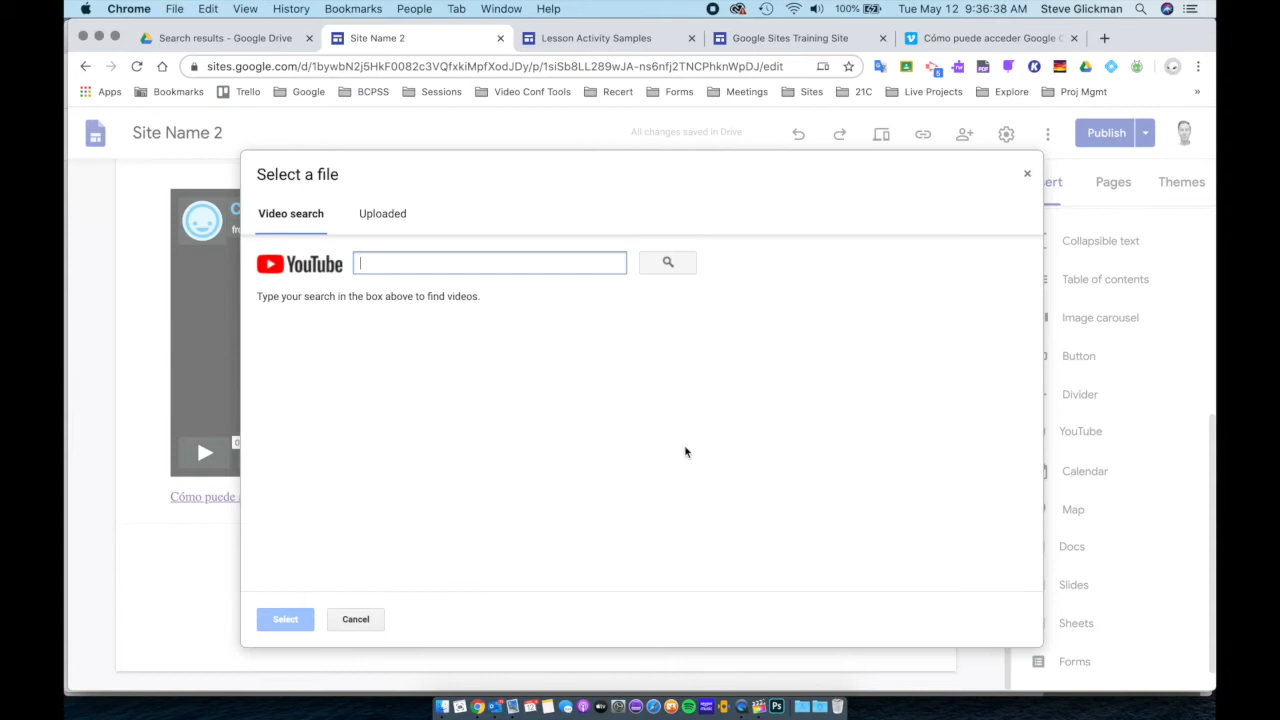 Chrome File Edit View History Bookmarks People Tab Window Help 100% Tue May 12 9:36:38 AM Steve Glickman
Search results - Google Drive Site Name 2 Lesson Activity Samples Google Sites Training Site Cómo puede acceder Google C
sites.google.com/d/1bywbN2j5HkF0082c3VQfxkiMpfXodJDy/p/1siSb8LL289wJA-ns6nfj2TNCPhknWpDJ/edit
Apps Bookmarks Trello Google BCPSS Sessions Video Conf Tools Recert Forms Meetings Sites 21C Live Projects Explore Proj Mgmt »
Site Name 2 All changes saved in Drive Publish
Select a file
ert Pages Themes
Video search Uploaded
C
fro
YouTube
Type your search in the box above to find videos.
Collapsible text
Table of contents
Image carousel
Button
Divider
YouTube
Calendar
Map
Docs
Slides
Sheets
Forms
0
Cómo puede a
Select Cancel